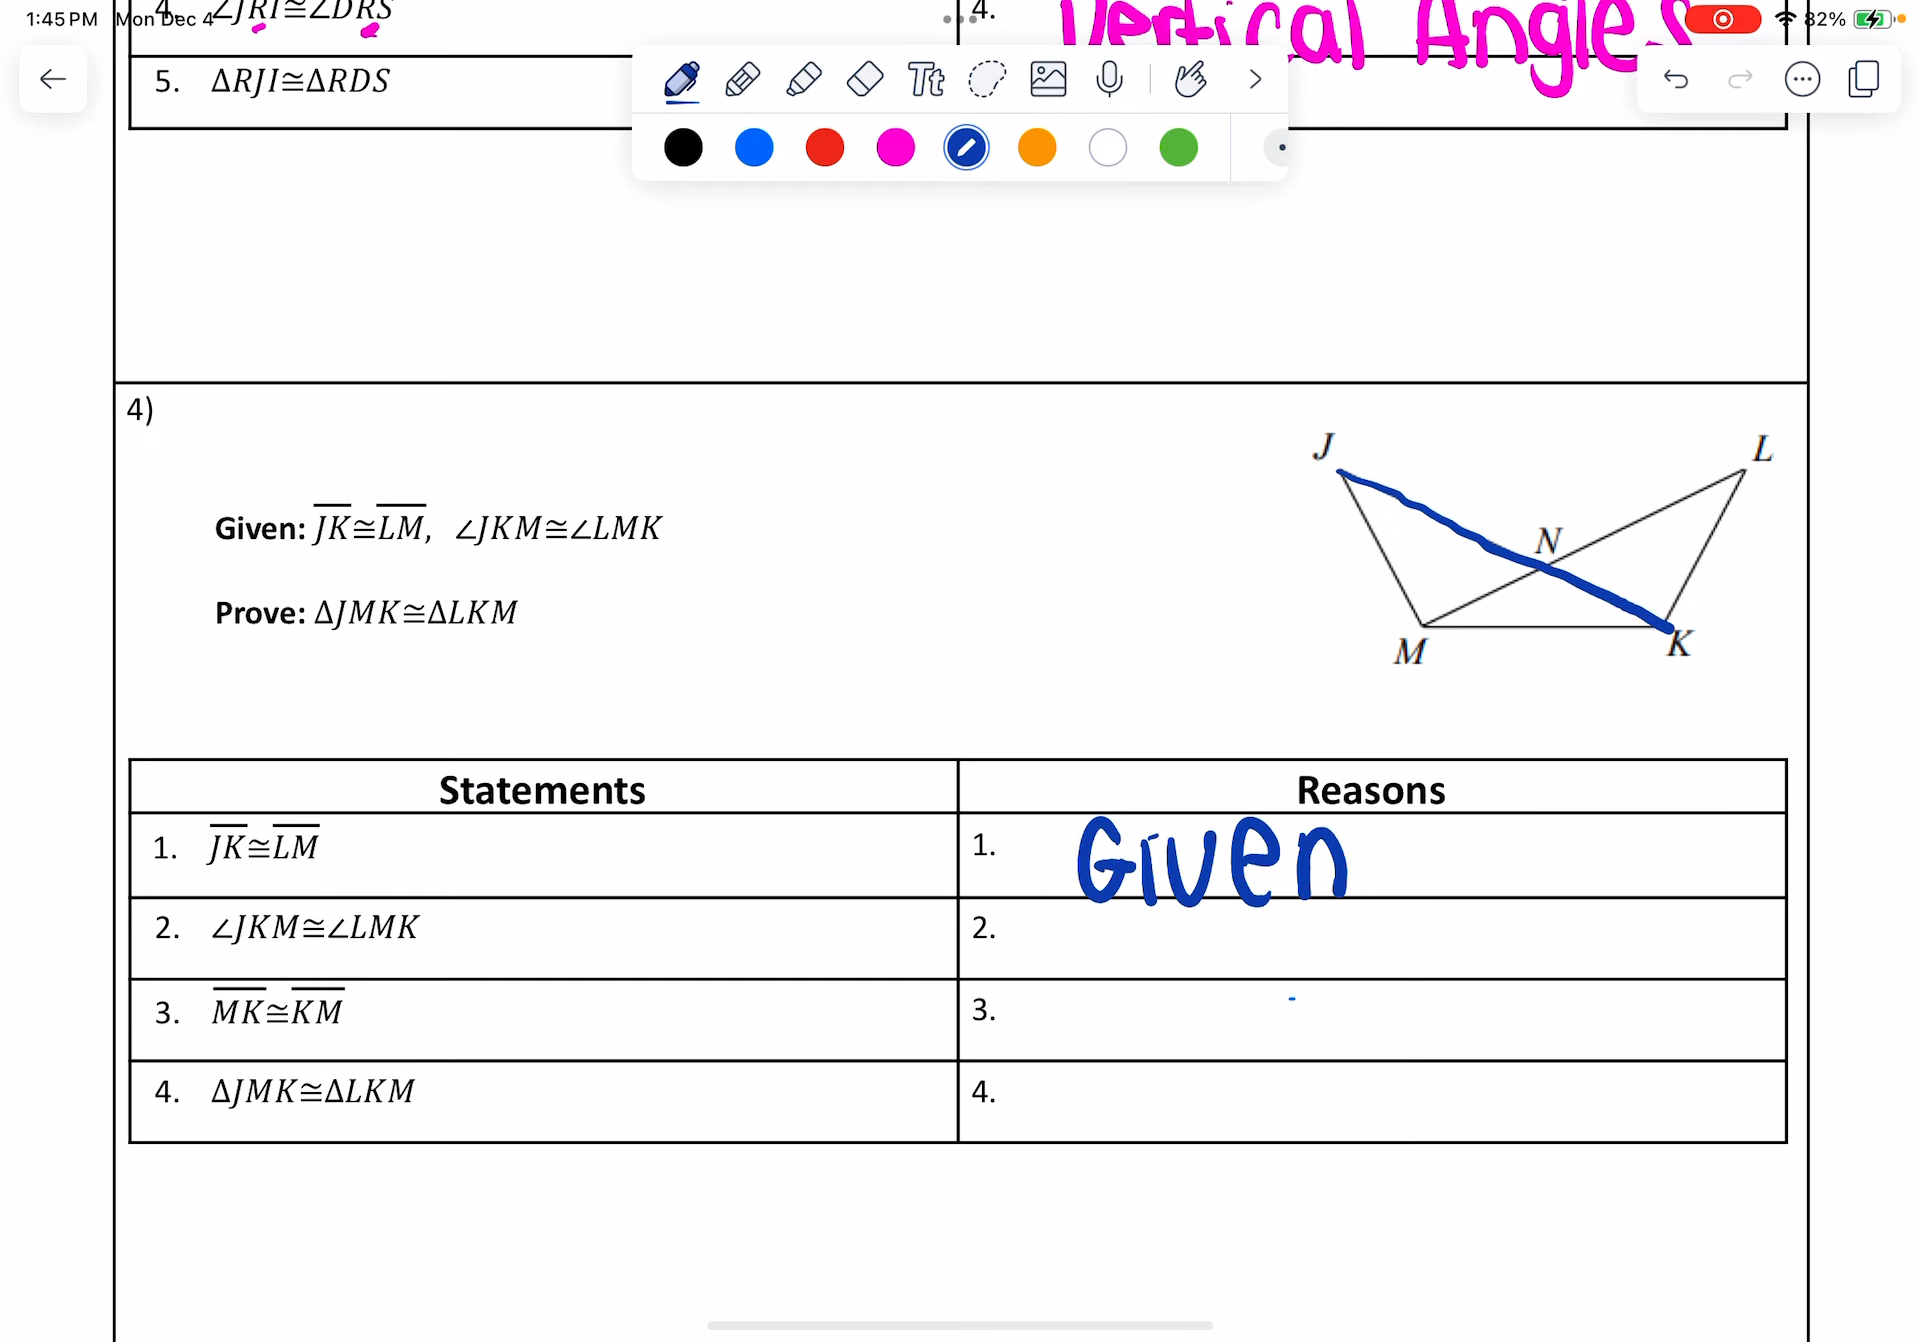 1:45 PM Mon Dec 4 82%
4. ∠JRI≅∠DRS 4. Vertical Angles
5. ΔRJI≅ΔRDS
Tt
4)
J L
Given: JK≅LM, ∠JKM≅∠LMK
N
Prove: ΔJMK≅ΔLKM
M K
Statements Reasons
1. JK≅LM 1. Given
2. ∠JKM≅∠LMK 2.
3. MK≅KM 3.
4. ΔJMK≅ΔLKM 4.